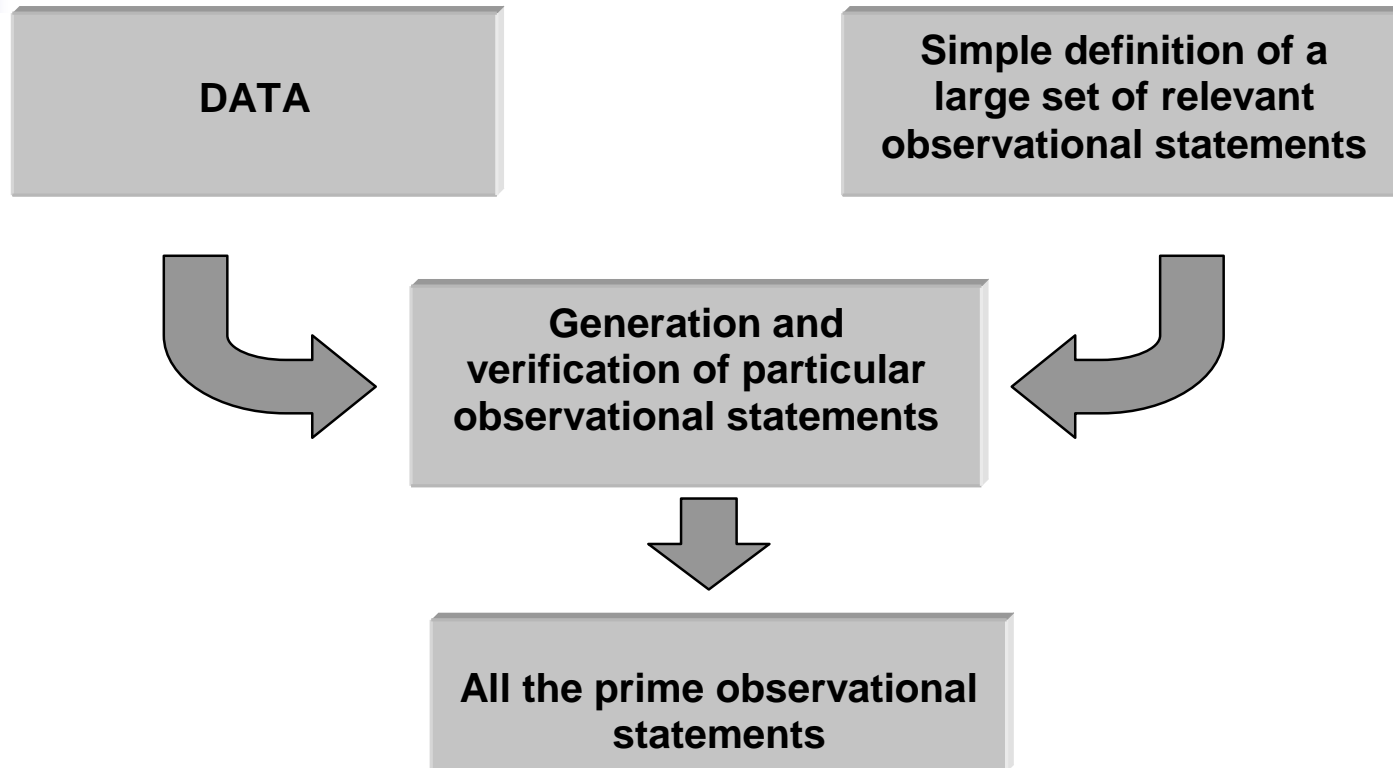 DATA
Simple definition of a
large set of relevant
observational statements
Generation and
verification of particular
observational statements
All the prime observational
statements